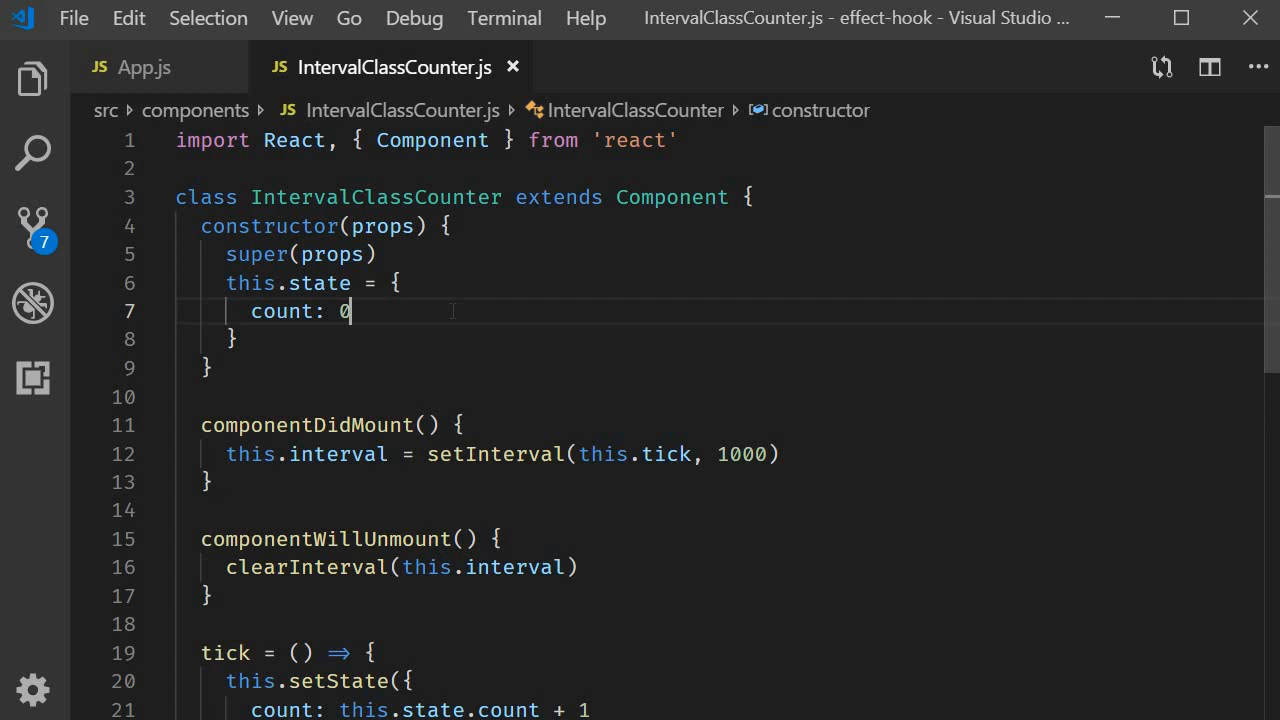 File Edit Selection View Go Debug Terminal Help IntervalClassCounter.js - effect-hook - Visual Studio ...
JS App.js JS IntervalClassCounter.js
src components JS IntervalClassCounter.js IntervalClassCounter constructor
1 import React, { Component } from 'react'
2
3 class IntervalClassCounter extends Component {
4 constructor(props) {
5 super(props)
6 this.state = {
7 count: 0
8 }
9 }
10
11 componentDidMount() {
12 this.interval = setInterval(this.tick, 1000)
13 }
14
15 componentWillUnmount() {
16 clearInterval(this.interval)
17 }
18
19 tick = () => {
20 this.setState({
21 count: this.state.count + 1
7